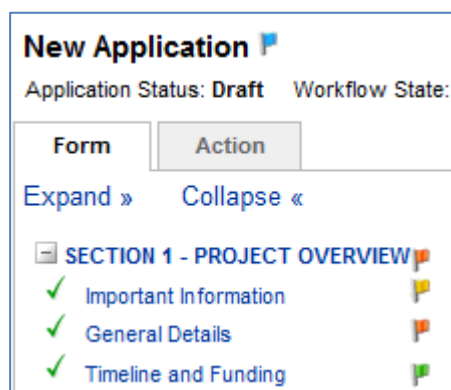 New Application
Application Status: Draft Workflow State:
Form Action
Expand » Collapse «
SECTION 1 - PROJECT OVERVIEW
Important Information
General Details
Timeline and Funding